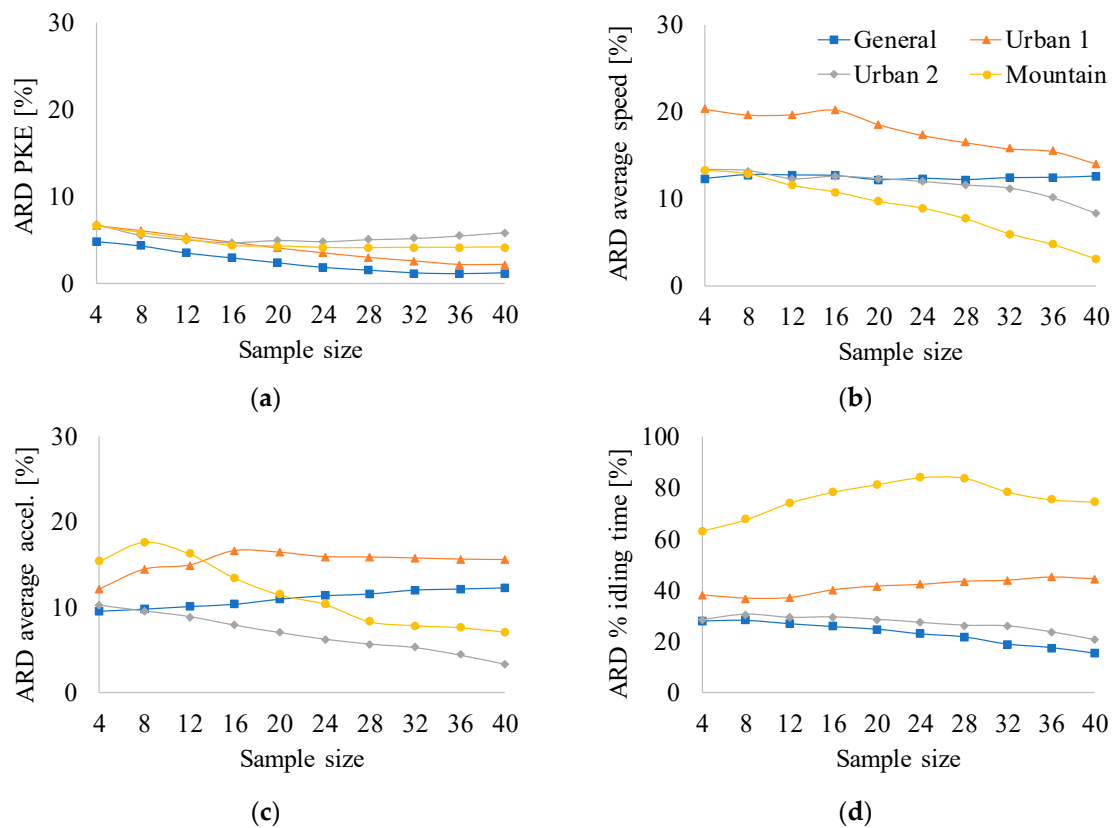 ARD PKE [%]
30
20
10
0
4 8 12 16 20 24 28 32 36 40
Sample size
(a)
ARD average speed [%]
30
20
10
0
General Urban 1
Urban 2 Mountain
4 8 12 16 20 24 28 32 36 40
Sample size
(b)
ARD average accel. [%]
30
20
10
0
4 8 12 16 20 24 28 32 36 40
Sample size
(c)
ARD % idling time [%]
100
80
60
40
20
0
4 8 12 16 20 24 28 32 36 40
Sample size
(d)